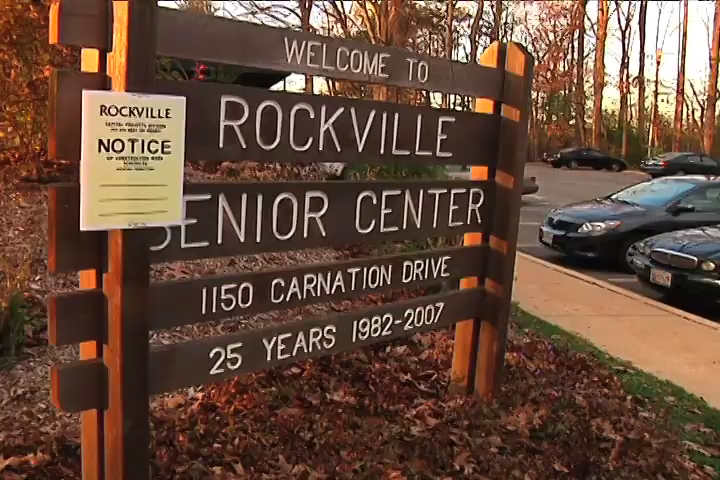 WELCOME TO
ROCKVILLE
SENIOR CENTER
1150 CARNATION DRIVE
25 YEARS 1982-2007
ROCKVILLE
NOTICE